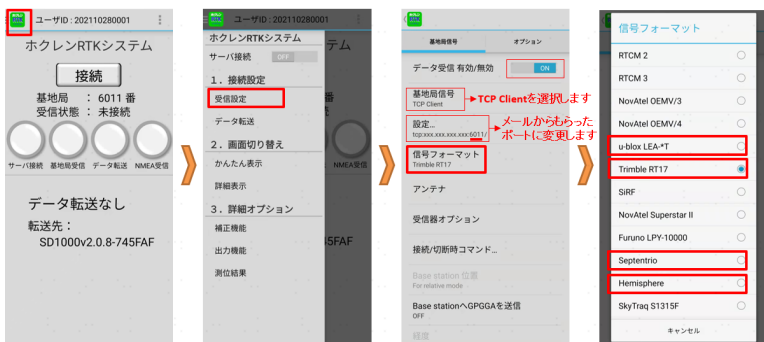 ユーザID : 202110280001
ホクレンRTKシステム
接続
基地局 ： 6011 番
受信状態 ： 未接続
サーバ接続 基地局受信 データ転送 NMEA受信
データ転送なし
転送先：
SD1000v2.0.8-745FAF
ユーザID : 202110280001
ホクレンRTKシステム
テム
サーバ接続 OFF
1．接続設定
受信設定
番
データ転送
2．画面切り替え
かんたん表示
NMEA受信
詳細表示
3．詳細オプション
補正機能
出力機能
45FAF
測位結果
基地局信号 オプション
データ受信 有効/無効 ON
基地局信号
TCP Client
TCP Clientを選択します
設定...
tcp:xxx.xxx.xxx.xxx:6011/
メールからもらった
ポートに変更します
信号フォーマット
Trimble RT17
アンテナ
受信器オプション
接続/切断時コマンド...
Base station 位置
For relative mode
Base stationへGPGGAを送信
OFF
経度
信号フォーマット
RTCM 2
RTCM 3
NovAtel OEMV/3
NovAtel OEMV/4
u-blox LEA-*T
Trimble RT17
SiRF
NovAtel Superstar II
Furuno LPY-10000
Septentrio
Hemisphere
SkyTraq S1315F
キャンセル